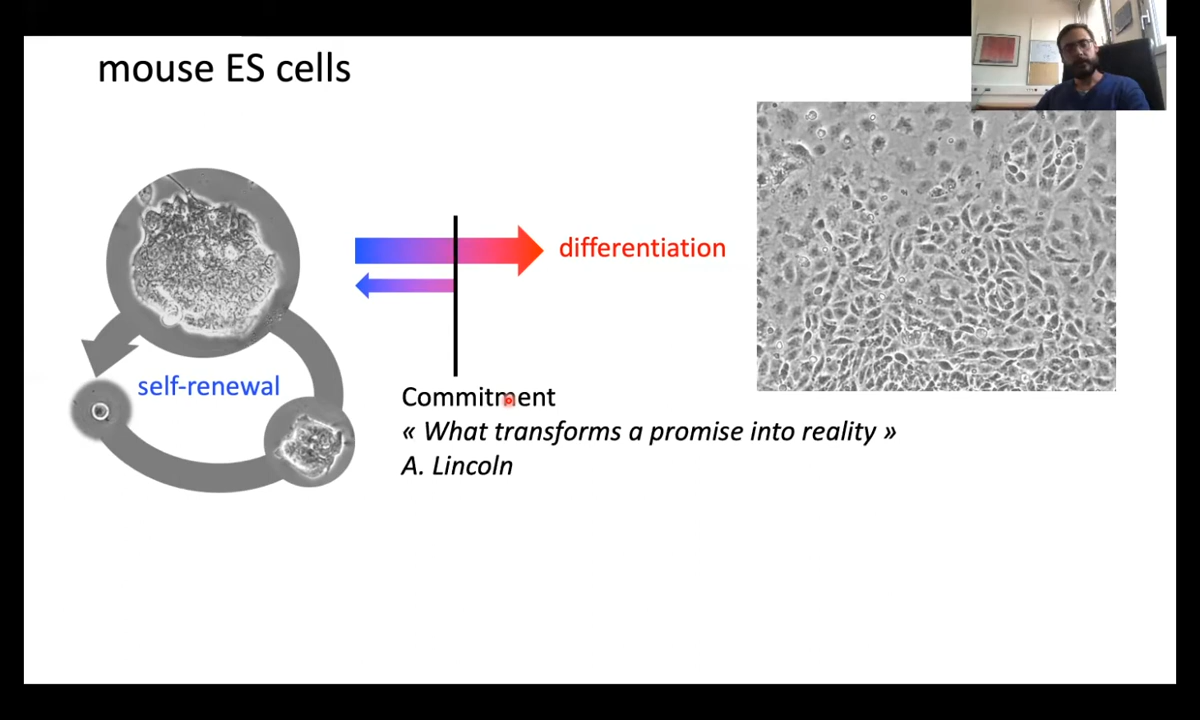 mouse ES cells
differentiation
self-renewal
Commitment
« What transforms a promise into reality »
A. Lincoln